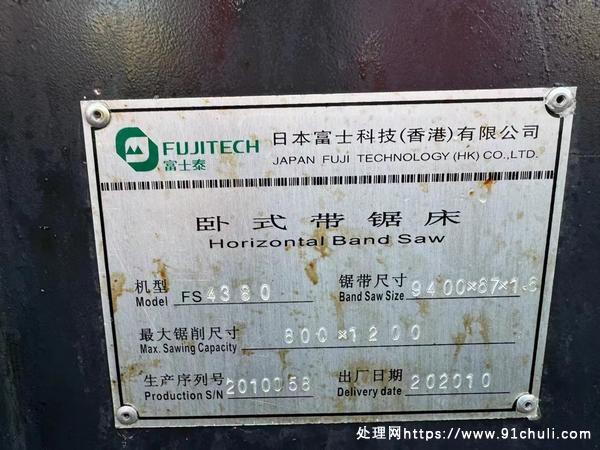 FUJITECH
富士泰
日本富士科技(香港)有限公司
JAPAN FUJI TECHNOLOGY (HK) CO.,LTD.
卧式带锯床
Horizontal Band Saw
机型 Model FS4380
锯带尺寸 Band Saw Size 9400×67×1.6
最大锯削尺寸 Max. Sawing Capacity 800×1200
生产序列号 Production S/N 2010058
出厂日期 Delivery date 202010
处理网https://www.91chuli.com/